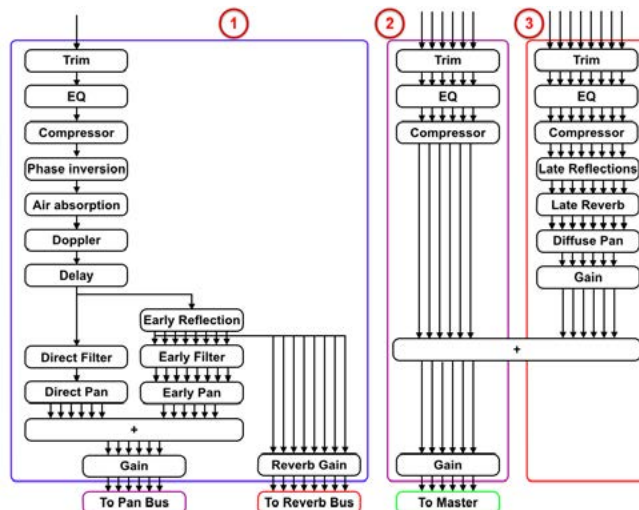 1
Trim
EQ
Compressor
Phase inversion
Air absorption
Doppler
Delay
Early Reflection
Direct Filter
Early Filter
Direct Pan
Early Pan
+
Gain
Reverb Gain
To Pan Bus
To Reverb Bus
2
Trim
EQ
Compressor
+
Gain
To Master
3
Trim
EQ
Compressor
Late Reflections
Late Reverb
Diffuse Pan
Gain